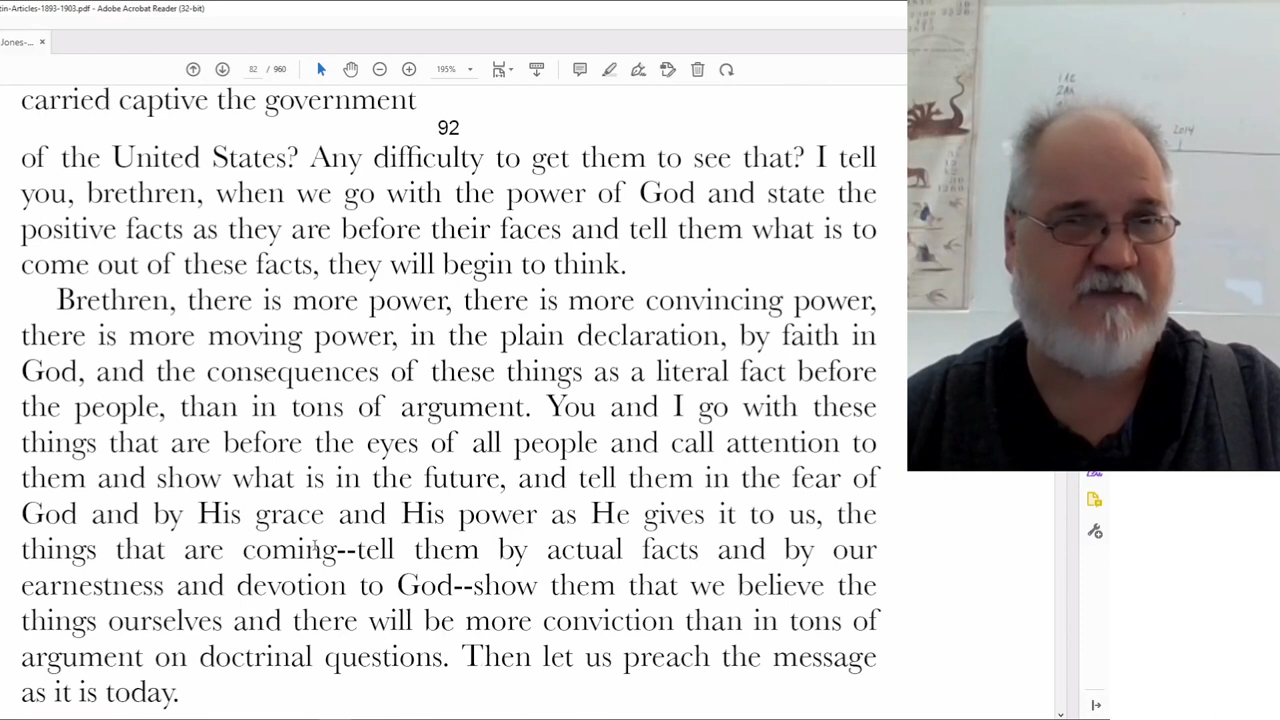 tin-Articles-1893-1903.pdf - Adobe Acrobat Reader (32-bit)
Jones-... ×
82 / 960
195%
carried captive the government
92
of the United States? Any difficulty to get them to see that? I tell
you, brethren, when we go with the power of God and state the
positive facts as they are before their faces and tell them what is to
come out of these facts, they will begin to think.
Brethren, there is more power, there is more convincing power,
there is more moving power, in the plain declaration, by faith in
God, and the consequences of these things as a literal fact before
the people, than in tons of argument. You and I go with these
things that are before the eyes of all people and call attention to
them and show what is in the future, and tell them in the fear of
God and by His grace and His power as He gives it to us, the
things that are coming--tell them by actual facts and by our
earnestness and devotion to God--show them that we believe the
things ourselves and there will be more conviction than in tons of
argument on doctrinal questions. Then let us preach the message
as it is today.
2014